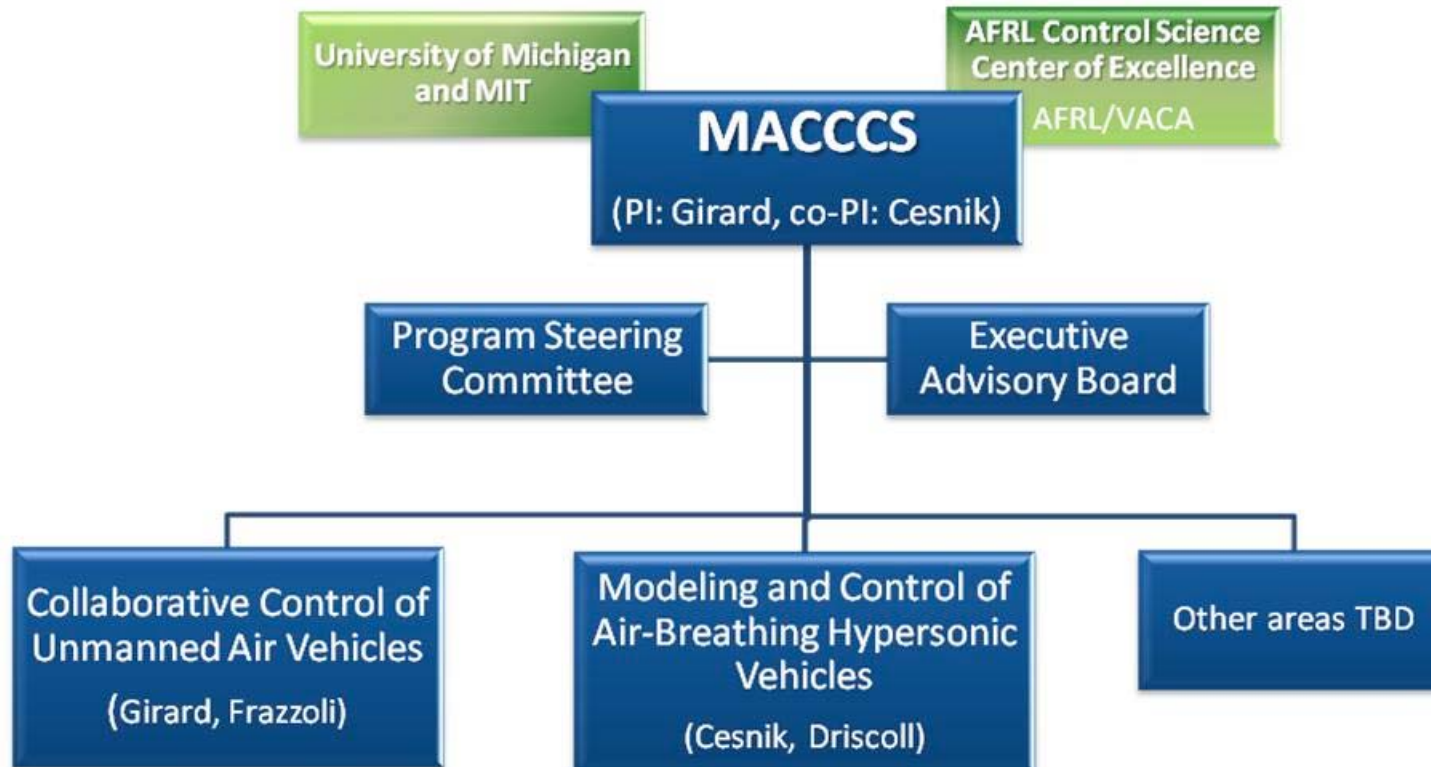 University of Michigan
and MIT
AFRL Control Science
Center of Excellence
AFRL/VACA
MACCCS
(PI: Girard, co-PI: Cesnik)
Program Steering
Committee
Executive
Advisory Board
Collaborative Control of
Unmanned Air Vehicles
(Girard, Frazzoli)
Modeling and Control of
Air-Breathing Hypersonic
Vehicles
(Cesnik, Driscoll)
Other areas TBD